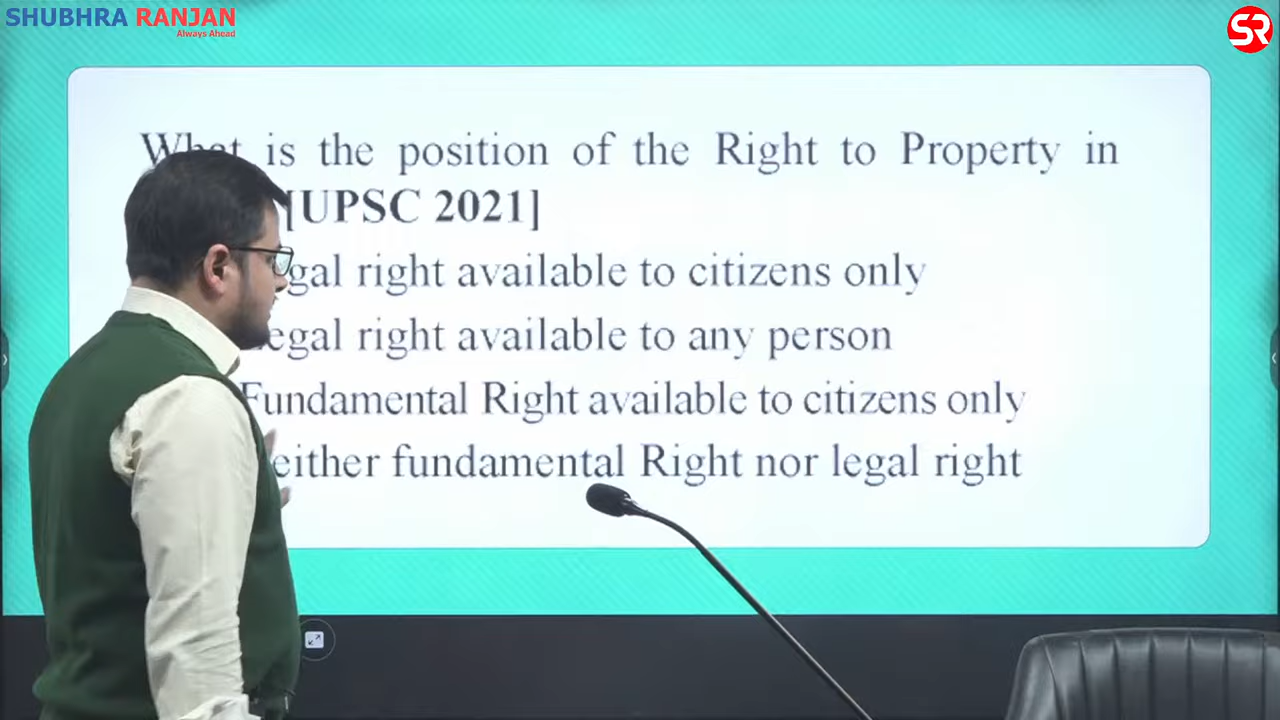 SHUBHRA RANJAN
Always Ahead
SR
What is the position of the Right to Property in
[UPSC 2021]
gal right available to citizens only
egal right available to any person
Fundamental Right available to citizens only
either fundamental Right nor legal right